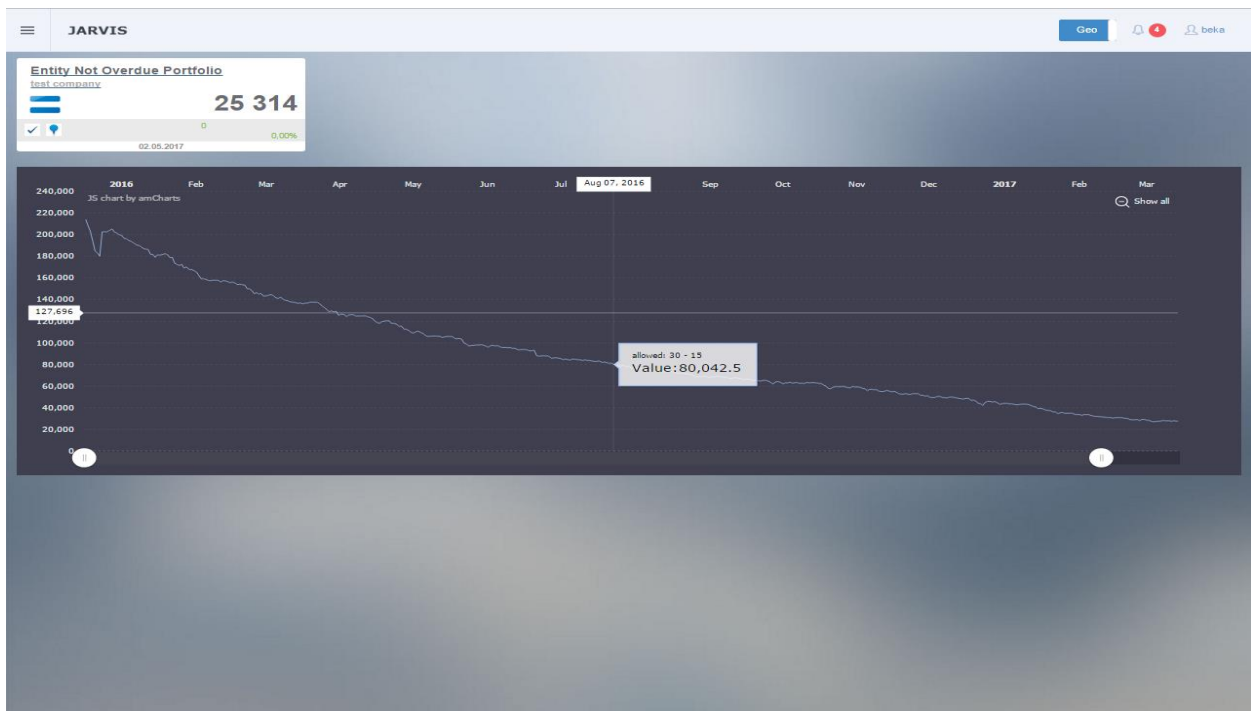 JARVIS
Geo
4
beka
Entity Not Overdue Portfolio
test company
25 314
0
0,00%
02.05.2017
2016 Feb Mar Apr May Jun Jul Aug 07, 2016 Sep Oct Nov Dec 2017 Feb Mar
240,000
JS chart by amCharts
Show all
220,000
200,000
180,000
160,000
140,000
127,696
120,000
100,000
allowed: 30 - 15
Value:80,042.5
80,000
60,000
40,000
20,000
0